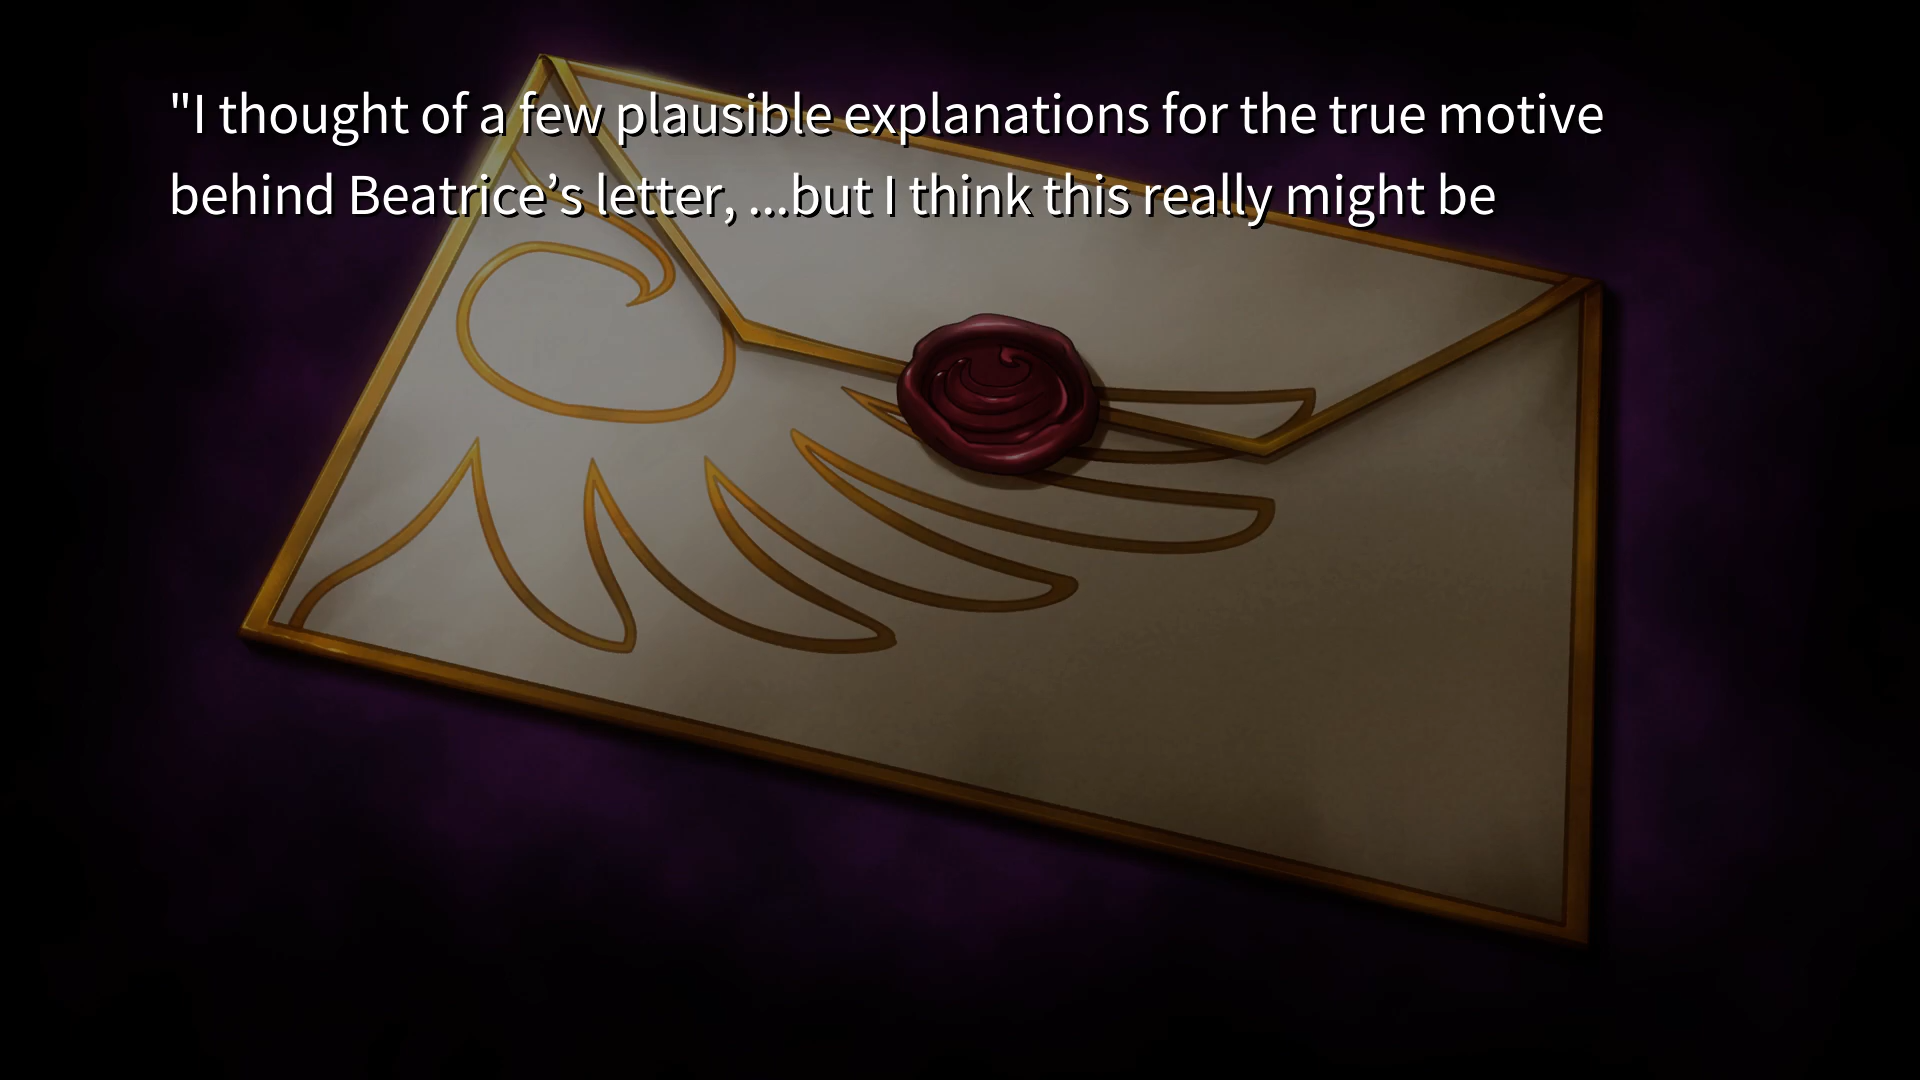 "I thought of a few plausible explanations for the true motive
behind Beatrice’s letter, ...but I think this really might be